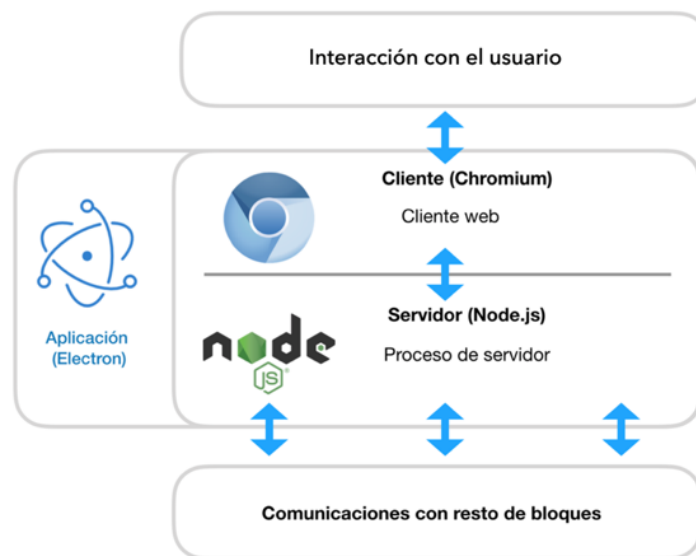 Interacción con el usuario
Cliente (Chromium)
Cliente web
Aplicación
(Electron)
node
JS
®
Servidor (Node.js)
Proceso de servidor
Comunicaciones con resto de bloques